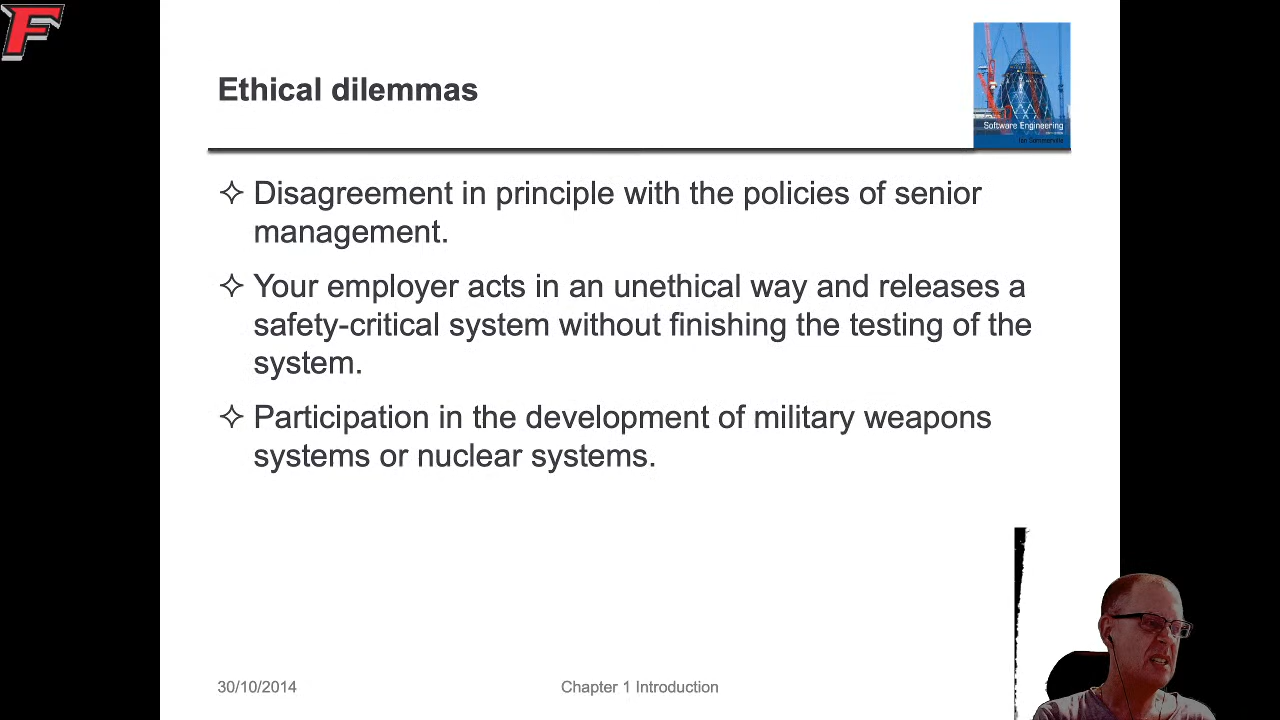 F
Ethical dilemmas
Software Engineering
Ian Sommerville
✧ Disagreement in principle with the policies of senior
management.
✧ Your employer acts in an unethical way and releases a
safety-critical system without finishing the testing of the
system.
✧ Participation in the development of military weapons
systems or nuclear systems.
30/10/2014
Chapter 1 Introduction